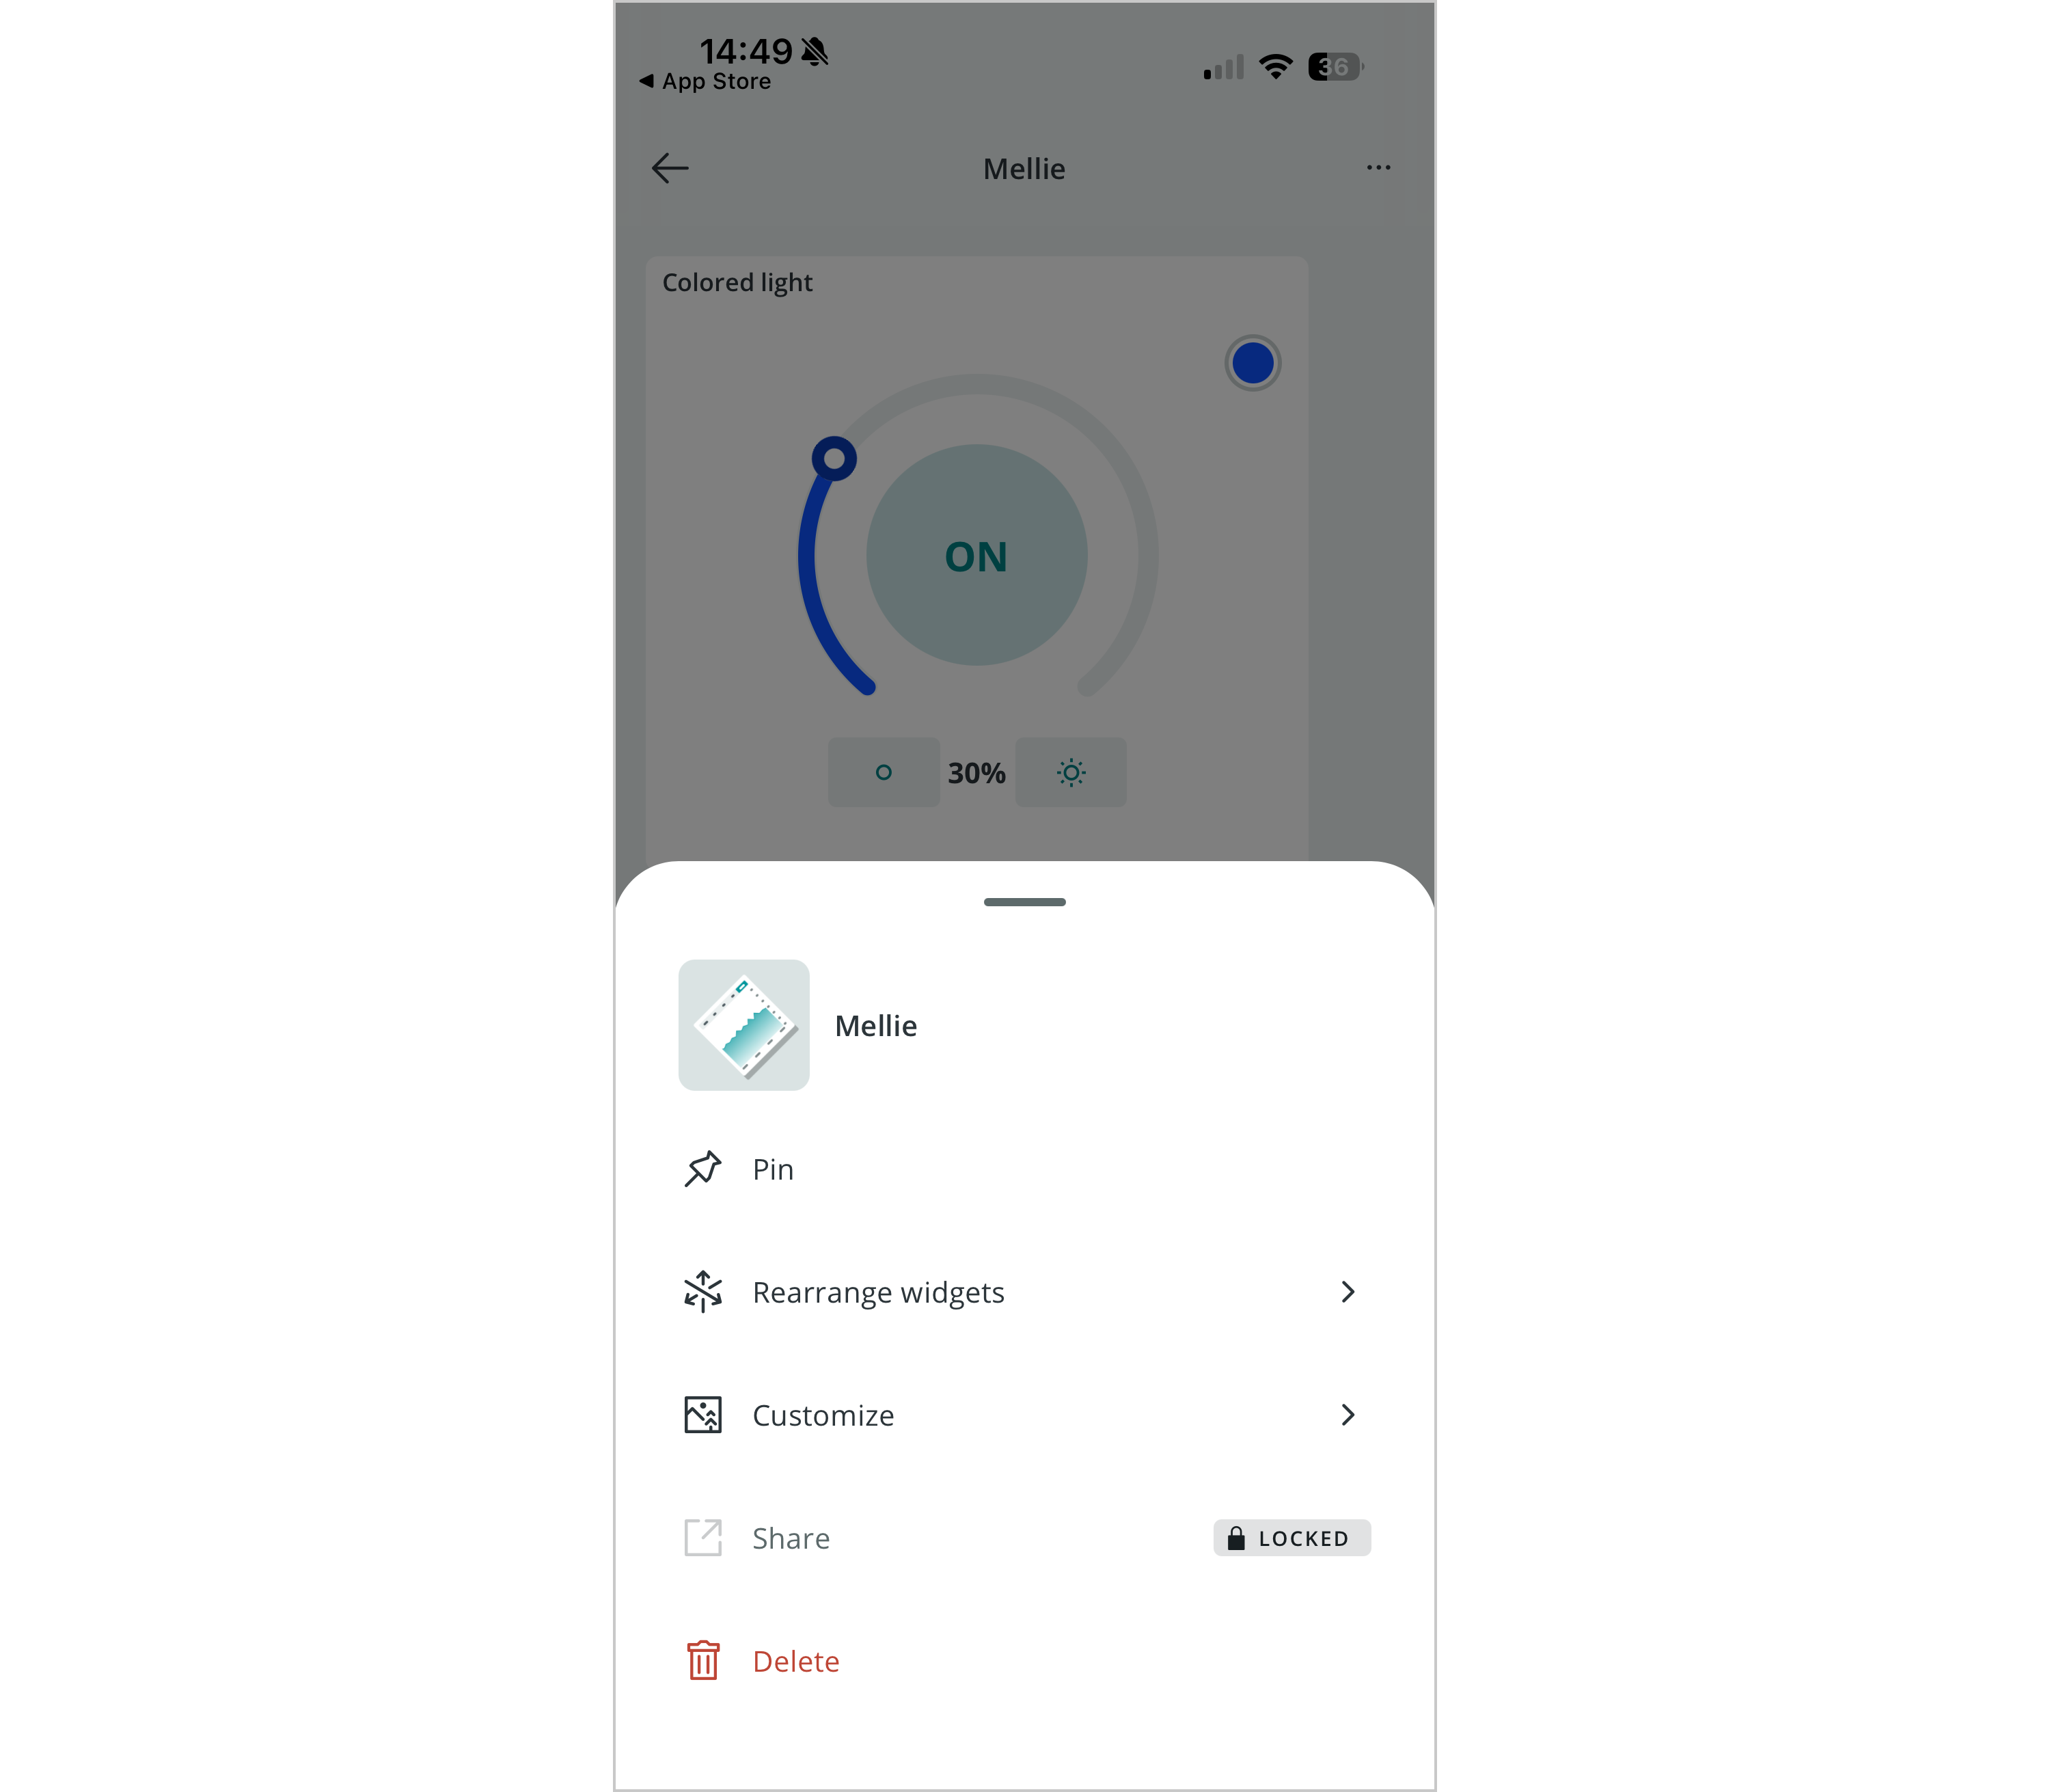 14:49
App Store
36
Mellie
Colored light
ON
30%
Mellie
Pin
Rearrange widgets
Customize
Share
LOCKED
Delete